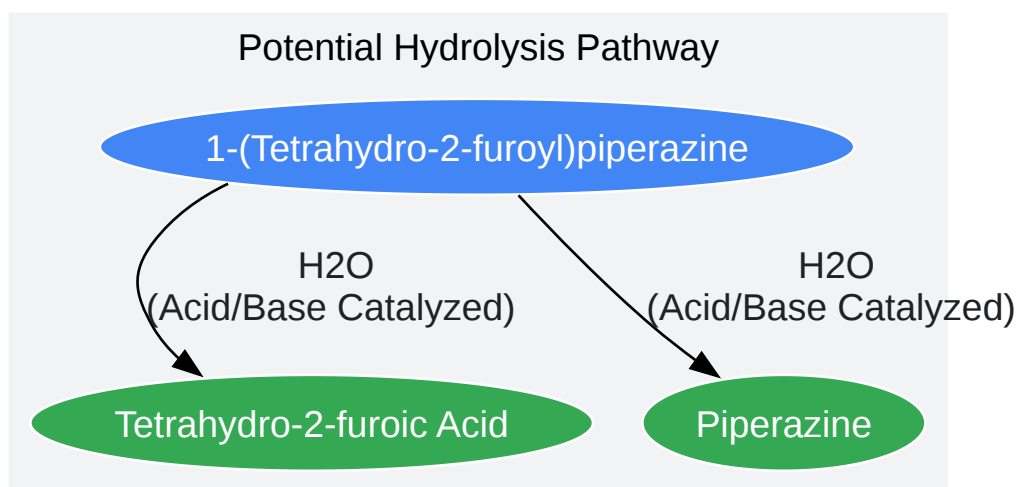 Potential Hydrolysis Pathway
1-(Tetrahydro-2-furoyl)piperazine
H2O
(Acid/Base Catalyzed)
H2O
(Acid/Base Catalyzed)
Tetrahydro-2-furoic Acid
Piperazine